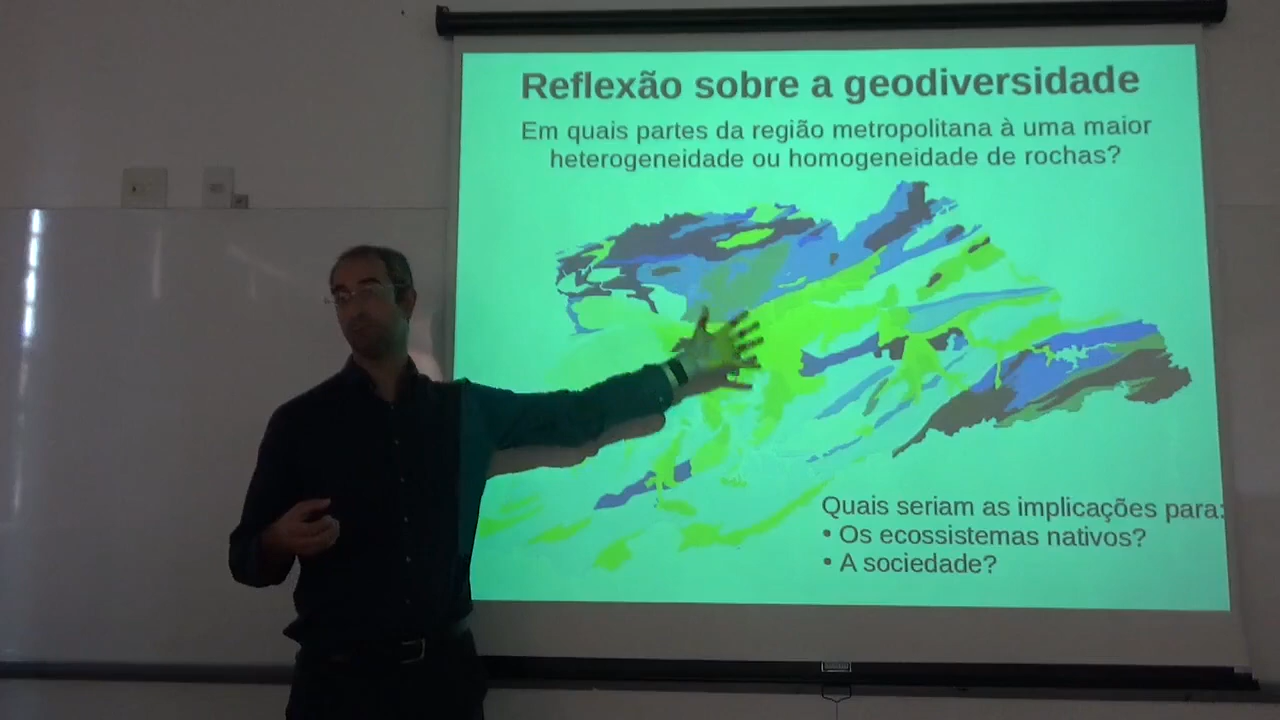 Reflexão sobre a geodiversidade
Em quais partes da região metropolitana à uma maior
heterogeneidade ou homogeneidade de rochas?
Quais seriam as implicações para:
• Os ecossistemas nativos?
• A sociedade?